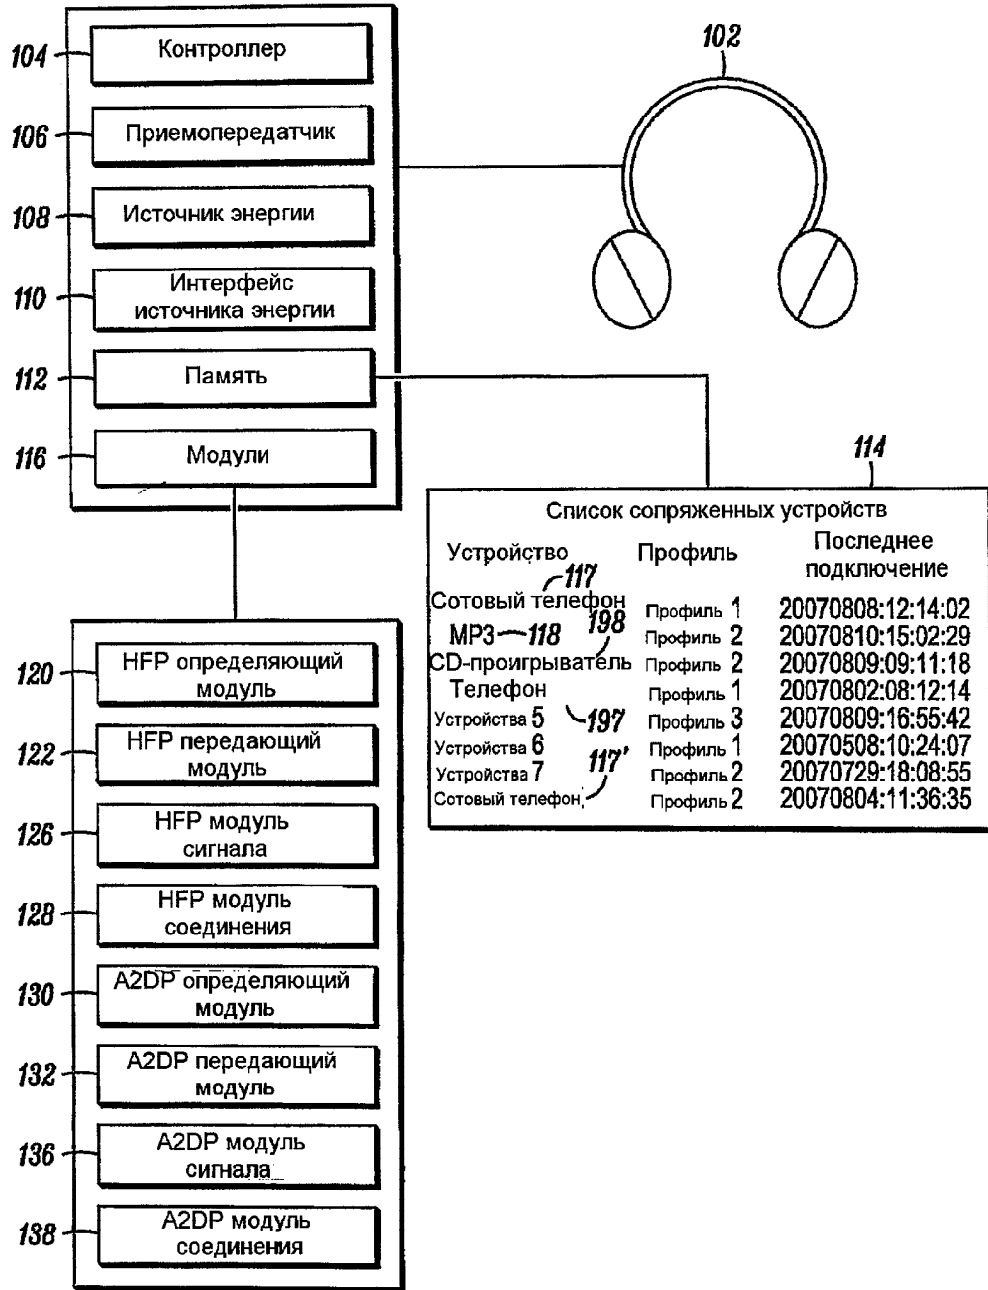 102
104
Контроллер
106
Приемопередатчик
108
Источник энергии
110
Интерфейс
источника энергии
112
Память
116
Модули
114
Список сопряженных устройств
Устройство Профиль Последнее
подключение
117
Сотовый телефон Профиль 1 20070808:12:14:02
198
MP3 118 Профиль 2 20070810:15:02:29
CD-проигрыватель Профиль 2 20070809:09:11:18
Телефон Профиль 1 20070802:08:12:14
197
Устройства 5 Профиль 3 20070809:16:55:42
Устройства 6 Профиль 1 20070508:10:24:07
117'
Устройства 7 Профиль 2 20070729:18:08:55
Сотовый телефон Профиль 2 20070804:11:36:35
120
HFP определяющий
модуль
122
HFP передающий
модуль
126
HFP модуль
сигнала
128
HFP модуль
соединения
130
A2DP определяющий
модуль
132
A2DP передающий
модуль
136
A2DP модуль
сигнала
138
A2DP модуль
соединения